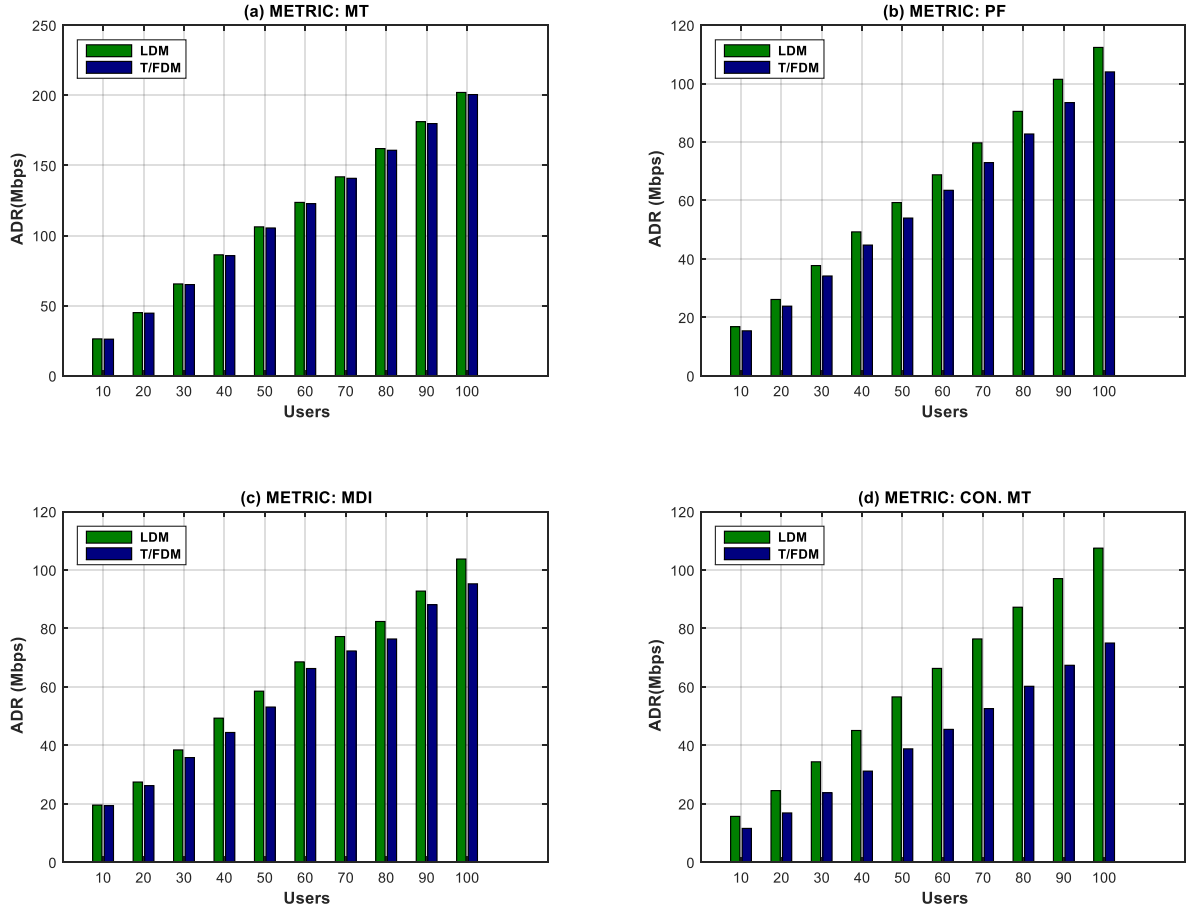 (a) METRIC: MT
250
200
150
100
50
0
ADR(Mbps)
LDM
T/FDM
10 20 30 40 50 60 70 80 90 100
Users
(b) METRIC: PF
120
100
80
60
40
20
0
ADR (Mbps)
LDM
T/FDM
10 20 30 40 50 60 70 80 90 100
Users
(c) METRIC: MDI
120
100
80
60
40
20
0
ADR (Mbps)
LDM
T/FDM
10 20 30 40 50 60 70 80 90 100
Users
(d) METRIC: CON. MT
120
100
80
60
40
20
0
ADR(Mbps)
LDM
T/FDM
10 20 30 40 50 60 70 80 90 100
Users